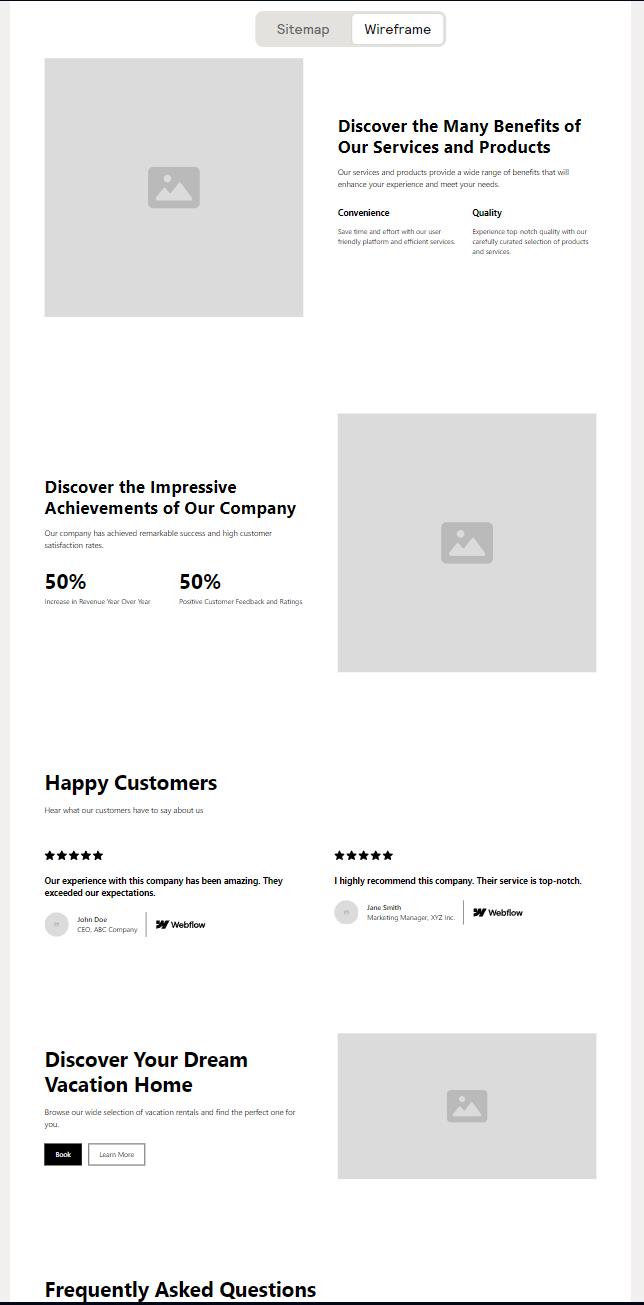 Sitemap Wireframe
Discover the Many Benefits of
Our Services and Products
Our services and products provide a wide range of benefits that will
enhance your experience and meet your needs.
Convenience
Save time and effort with our user
friendly platform and efficient services.
Quality
Experience top-notch quality with our
carefully curated selection of products
and services.
Discover the Impressive
Achievements of Our Company
Our company has achieved remarkable success and high customer
satisfaction rates.
50%
Increase in Revenue Year Over Year
50%
Positive Customer Feedback and Ratings
Happy Customers
Hear what our customers have to say about us
Our experience with this company has been amazing. They
exceeded our expectations.
John Doe
CEO, ABC Company
Webflow
I highly recommend this company. Their service is top-notch.
Jane Smith
Marketing Manager, XYZ Inc.
Webflow
Discover Your Dream
Vacation Home
Browse our wide selection of vacation rentals and find the perfect one for
you.
Book Learn More
Frequently Asked Questions